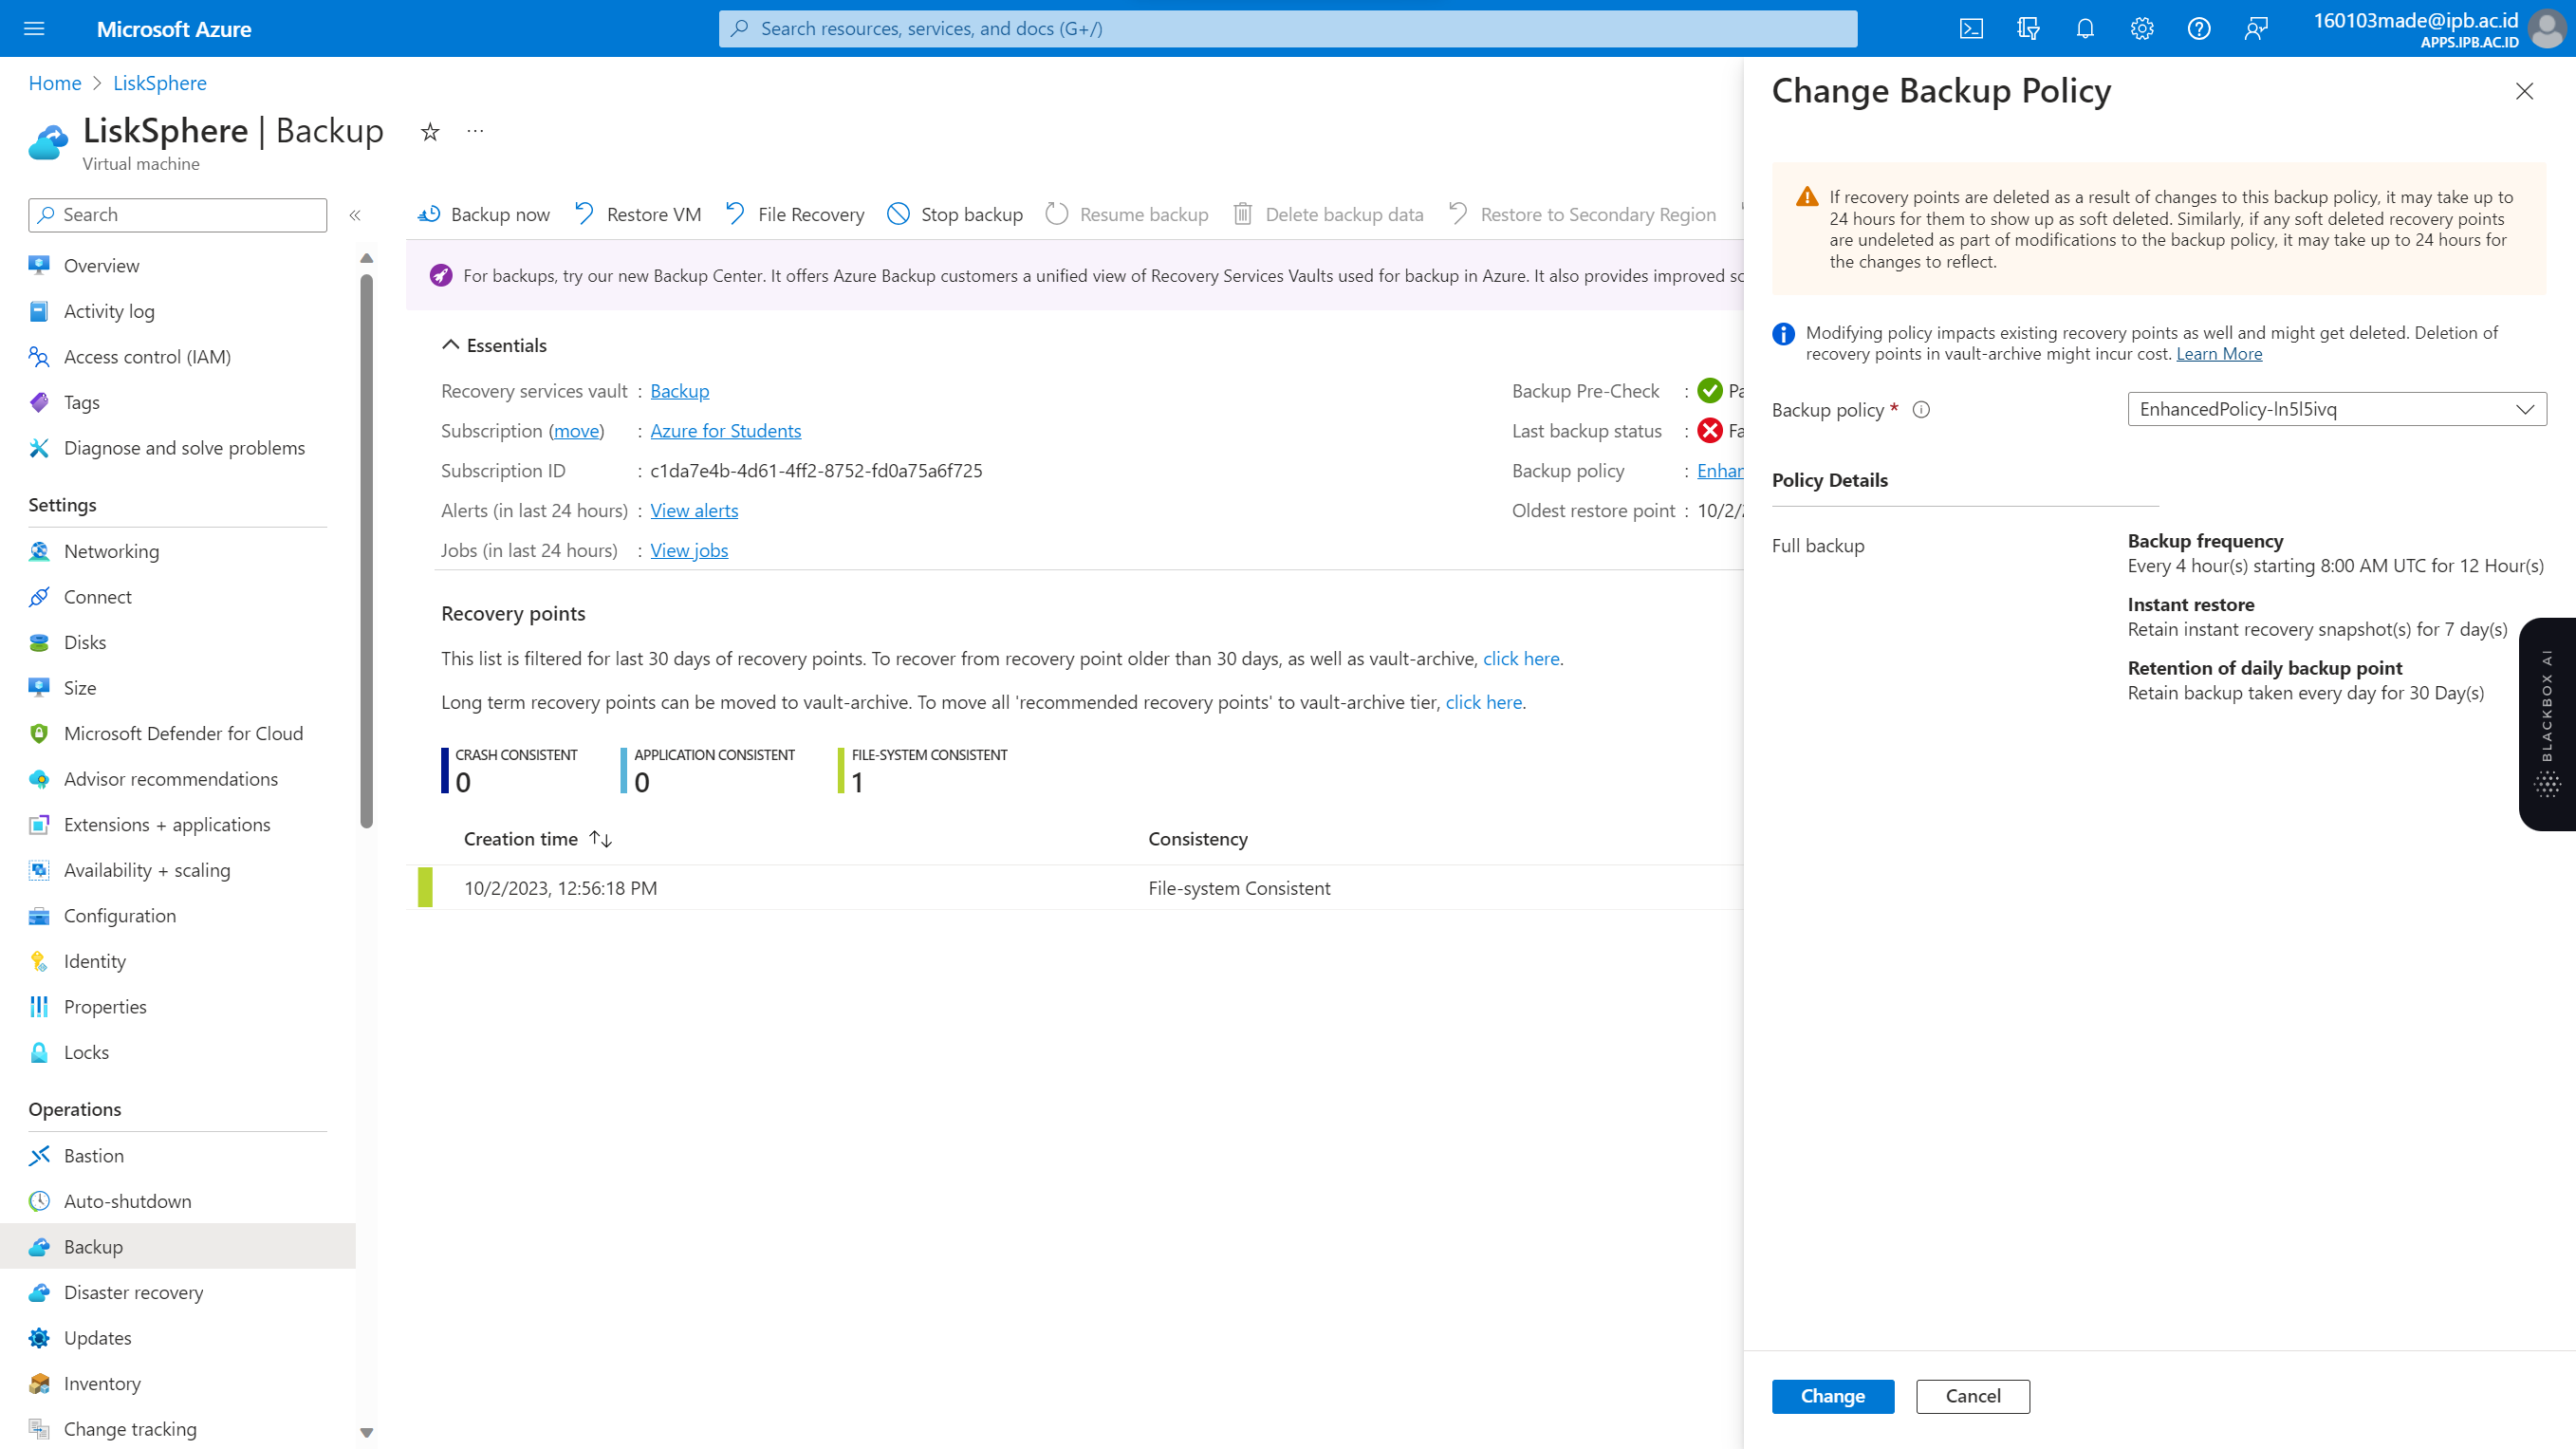 Microsoft Azure
Search resources, services, and docs (G+/)
160103made@ipb.ac.id
APPS.IPB.AC.ID
Home
LiskSphere
LiskSphere | Backup
Virtual machine
Search
Overview
Activity log
Access control (IAM)
Tags
Diagnose and solve problems
Settings
Networking
Connect
Disks
Size
Microsoft Defender for Cloud
Advisor recommendations
Extensions + applications
Availability + scaling
Configuration
Identity
Properties
Locks
Operations
Bastion
Auto-shutdown
Backup
Disaster recovery
Updates
Inventory
Change tracking
Backup now
Restore VM
File Recovery
Stop backup
Resume backup
Delete backup data
Restore to Secondary Region
For backups, try our new Backup Center. It offers Azure Backup customers a unified view of Recovery Services Vaults used for backup in Azure. It also provides improved
Essentials
Recovery services vault : Backup
Subscription (move) : Azure for Students
Subscription ID : c1da7e4b-4d61-4ff2-8752-fd0a75a6f725
Alerts (in last 24 hours) : View alerts
Jobs (in last 24 hours) : View jobs
Backup Pre-Check : Pa
Last backup status : Fa
Backup policy : Enhan
Oldest restore point : 10/2/2
Recovery points
This list is filtered for last 30 days of recovery points. To recover from recovery point older than 30 days, as well as vault-archive, click here.
Long term recovery points can be moved to vault-archive. To move all 'recommended recovery points' to vault-archive tier, click here.
CRASH CONSISTENT
0
APPLICATION CONSISTENT
0
FILE-SYSTEM CONSISTENT
1
Creation time
Consistency
10/2/2023, 12:56:18 PM
File-system Consistent
Change Backup Policy
If recovery points are deleted as a result of changes to this backup policy, it may take up to
24 hours for them to show up as soft deleted. Similarly, if any soft deleted recovery points
are undeleted as part of modifications to the backup policy, it may take up to 24 hours for
the changes to reflect.
Modifying policy impacts existing recovery points as well and might get deleted. Deletion of
recovery points in vault-archive might incur cost. Learn More
Backup policy *
EnhancedPolicy-ln5l5ivq
Policy Details
Full backup
Backup frequency
Every 4 hour(s) starting 8:00 AM UTC for 12 Hour(s)
Instant restore
Retain instant recovery snapshot(s) for 7 day(s)
Retention of daily backup point
Retain backup taken every day for 30 Day(s)
BLACKBOX AI
Change
Cancel